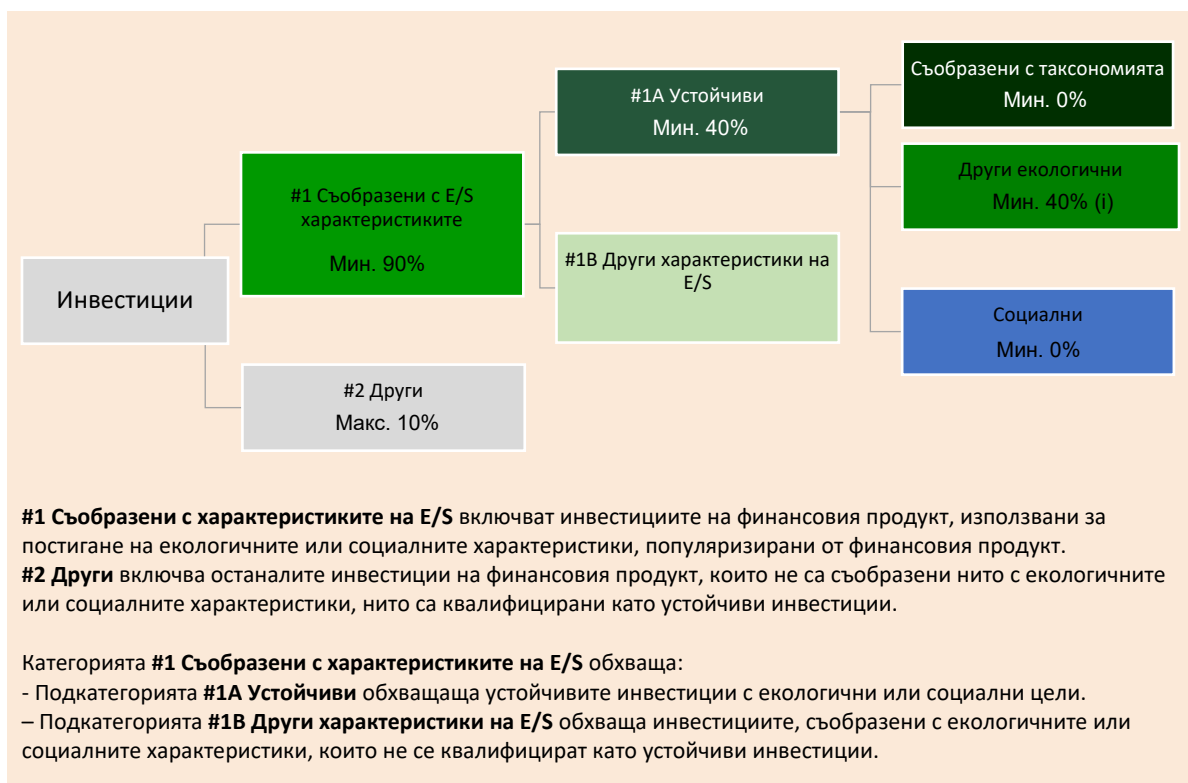 Инвестиции
#1 Съобразени с E/S
характеристиките
Мин. 90%
#2 Други
Макс. 10%
#1A Устойчиви
Мин. 40%
#1B Други характеристики на
E/S
Съобразени с таксономията
Мин. 0%
Други екологични
Мин. 40% (i)
Социални
Мин. 0%
#1 Съобразени с характеристиките на E/S включват инвестициите на финансовия продукт, използвани за
постигане на екологичните или социалните характеристики, популяризирани от финансовия продукт.
#2 Други включва останалите инвестиции на финансовия продукт, които не са съобразени нито с екологичните
или социалните характеристики, нито са квалифицирани като устойчиви инвестиции.
Категорията #1 Съобразени с характеристиките на E/S обхваща:
- Подкатегорията #1A Устойчиви обхващаща устойчивите инвестиции с екологични или социални цели.
– Подкатегорията #1B Други характеристики на E/S обхваща инвестициите, съобразени с екологичните или
социалните характеристики, които не се квалифицират като устойчиви инвестиции.